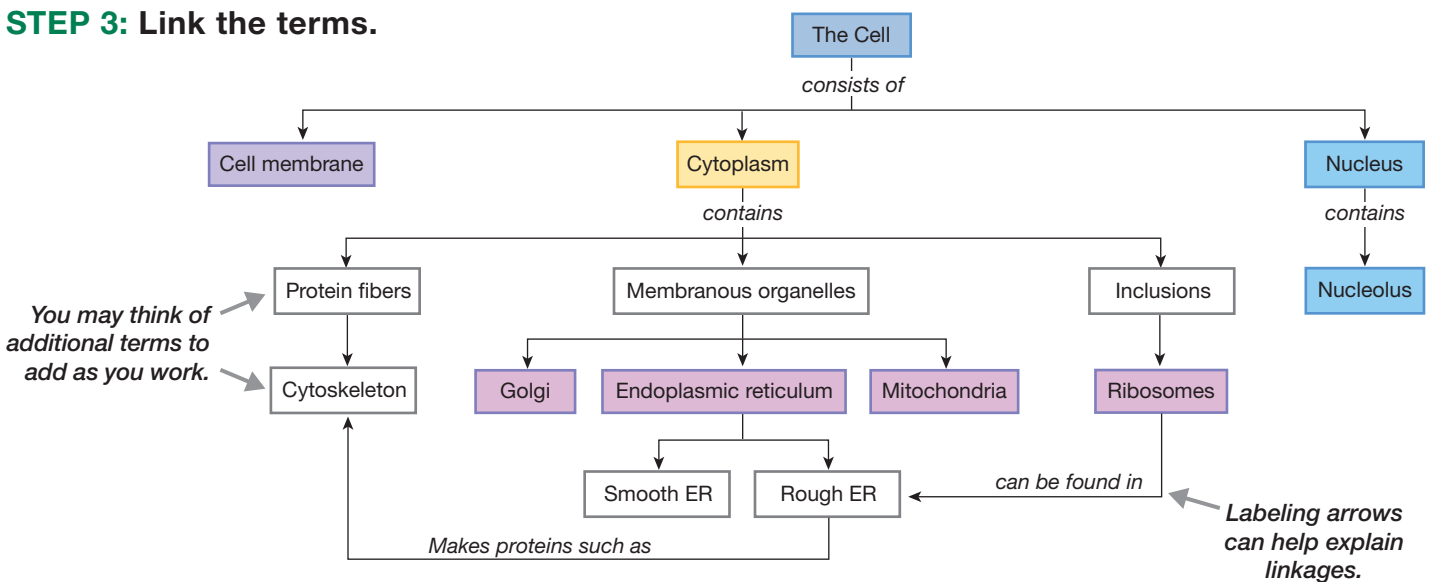 STEP 3: Link the terms.
The Cell
consists of
Cell membrane
Cytoplasm
Nucleus
contains
contains
Protein fibers
Membranous organelles
Inclusions
Nucleolus
You may think of
additional terms to
add as you work.
Cytoskeleton
Golgi
Endoplasmic reticulum
Mitochondria
Ribosomes
Smooth ER
Rough ER
can be found in
Labeling arrows
can help explain
linkages.
Makes proteins such as